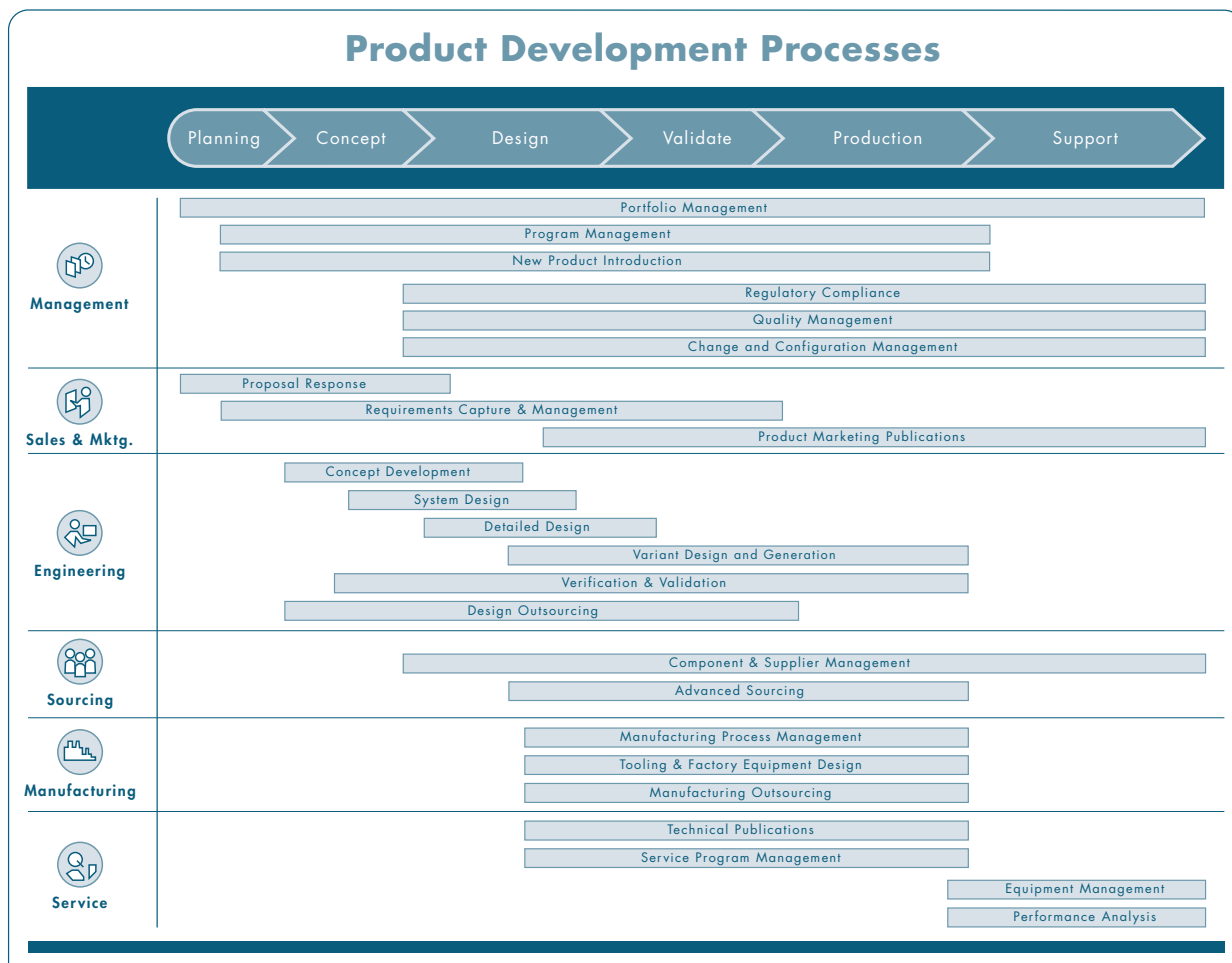 Product Development Processes
Planning
Concept
Design
Validate
Production
Support
Management
Portfolio Management
Program Management
New Product Introduction
Regulatory Compliance
Quality Management
Change and Configuration Management
Sales & Mktg.
Proposal Response
Requirements Capture & Management
Product Marketing Publications
Engineering
Concept Development
System Design
Detailed Design
Variant Design and Generation
Verification & Validation
Design Outsourcing
Sourcing
Component & Supplier Management
Advanced Sourcing
Manufacturing
Manufacturing Process Management
Tooling & Factory Equipment Design
Manufacturing Outsourcing
Service
Technical Publications
Service Program Management
Equipment Management
Performance Analysis